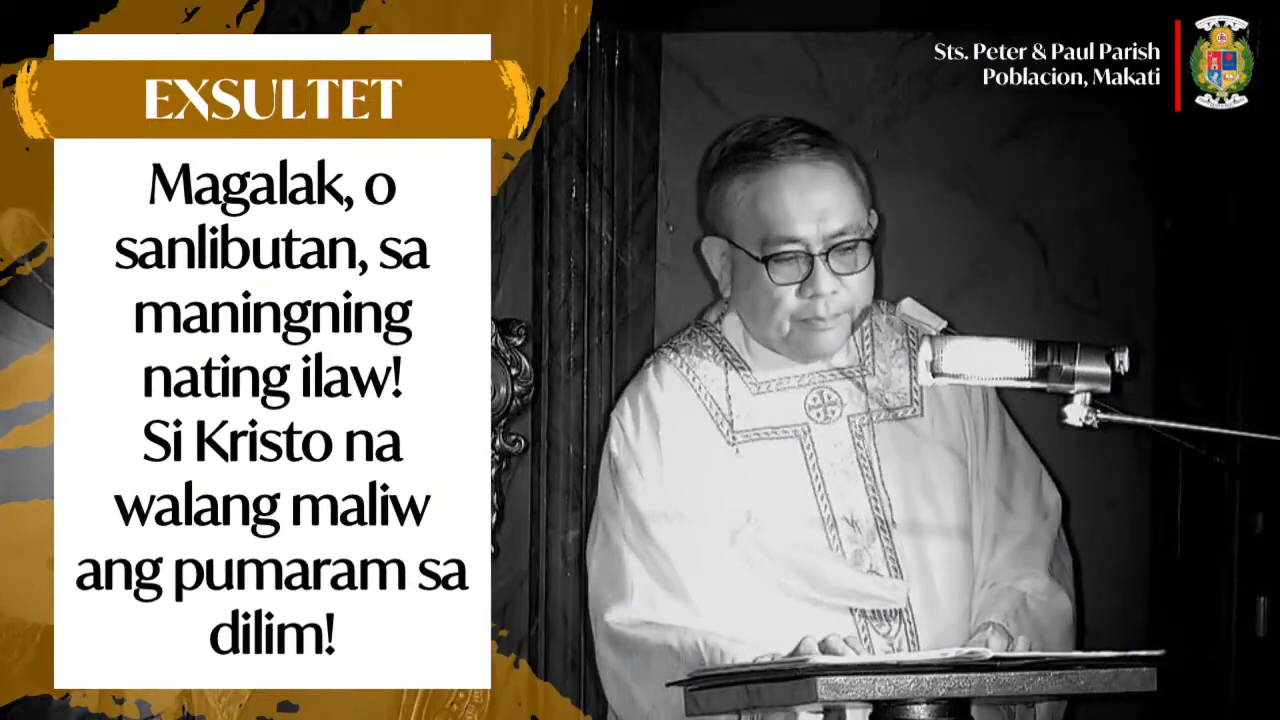 EXSULTET
Magalak, o
sanlibutan, sa
maningning
nating ilaw!
Si Kristo na
walang maliw
ang pumaram sa
dilim!
Sts. Peter & Paul Parish
Poblacion, Makati